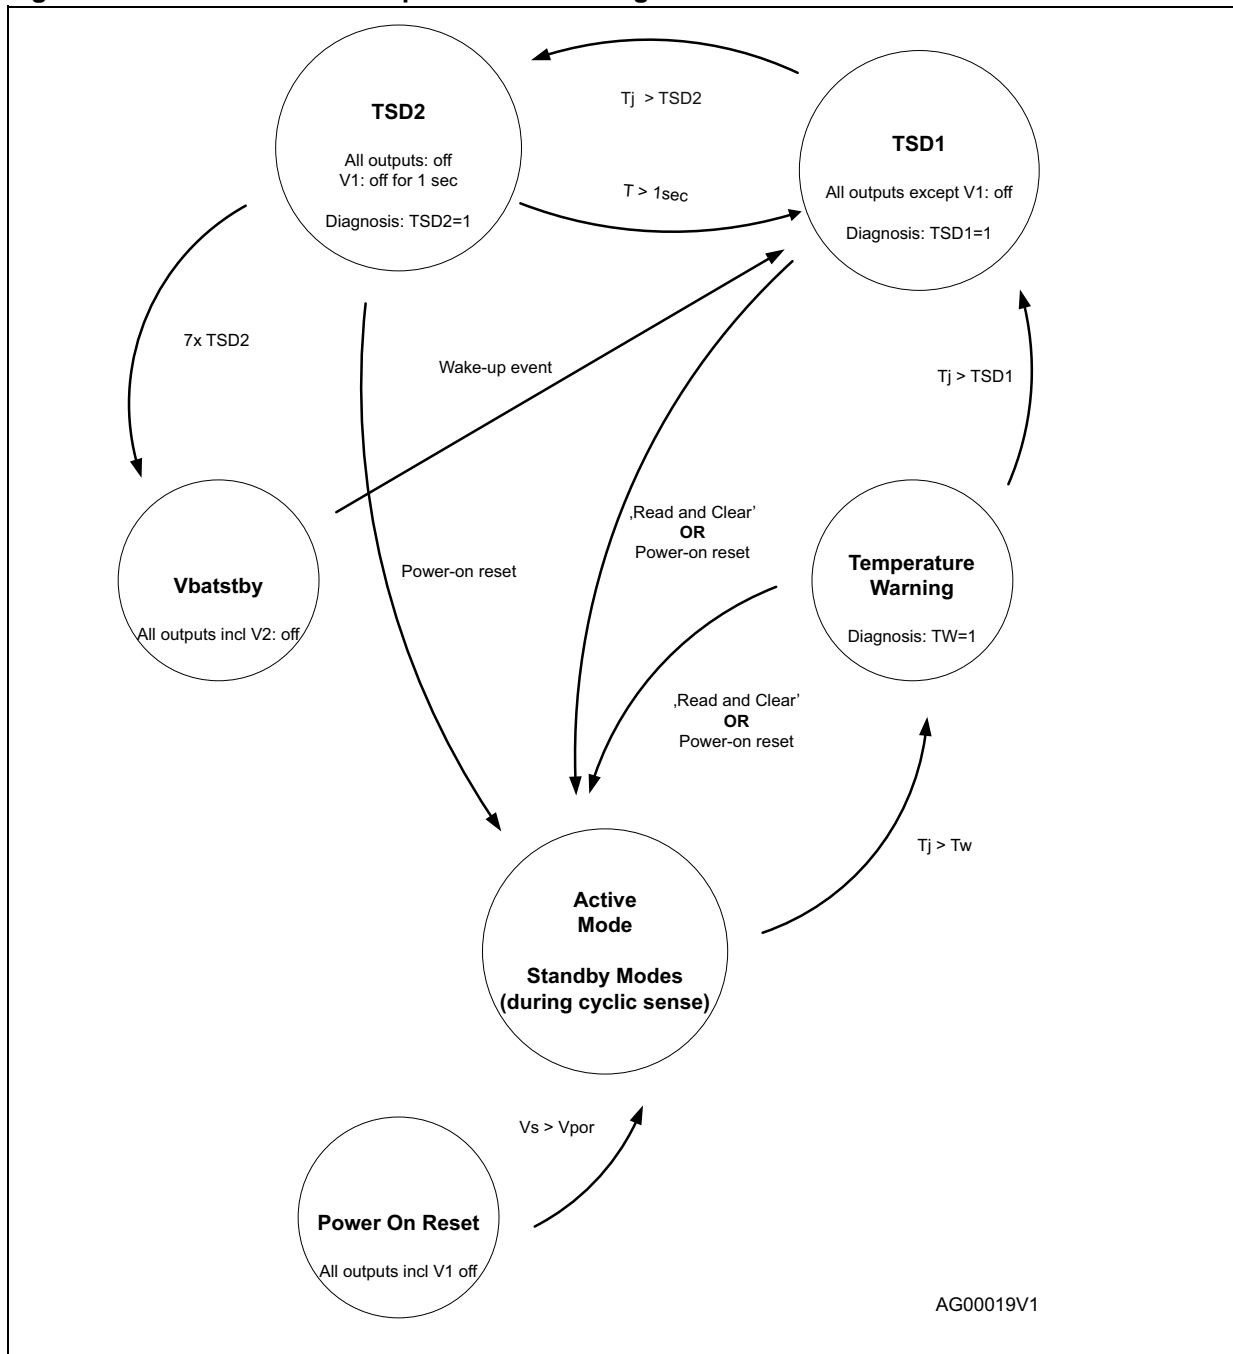 Tj > TSD2
TSD2
All outputs: off
V1: off for 1 sec
Diagnosis: TSD2=1
TSD1
All outputs except V1: off
Diagnosis: TSD1=1
T > 1sec
7x TSD2
Wake-up event
Tj > TSD1
‚Read and Clear’
OR
Power-on reset
Power-on reset
Vbatstby
All outputs incl V2: off
Temperature
Warning
Diagnosis: TW=1
‚Read and Clear’
OR
Power-on reset
Tj > Tw
Active
Mode
Standby Modes
(during cyclic sense)
Vs > Vpor
Power On Reset
All outputs incl V1 off
AG00019V1